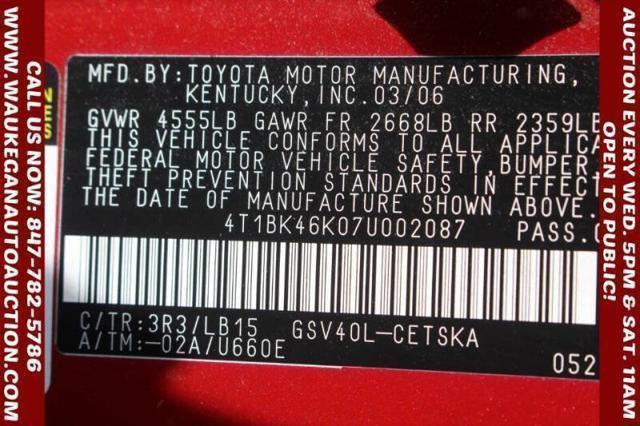 WWW.WAUKEGANAUTOAUCTION.COM
CALL US NOW: 847-782-5786
MFD.BY:TOYOTA MOTOR MANUFACTURING,
KENTUCKY,INC.03/06
GVWR 4555LB GAWR FR 2668LB RR 2359LB
THIS VEHICLE CONFORMS TO ALL APPLICA
FEDERAL MOTOR VEHICLE SAFETY,BUMPER,
THEFT PREVENTION STANDARDS IN EFFECT
THE DATE OF MANUFACTURE SHOWN ABOVE.
4T1BK46K07U002087 PASS.
C/TR:3R3/LB15 GSV40L-CETSKA
A/TM:-02A/U660E
052
AUCTION EVERY WED. 5PM & SAT. 11AM
OPEN TO PUBLIC!